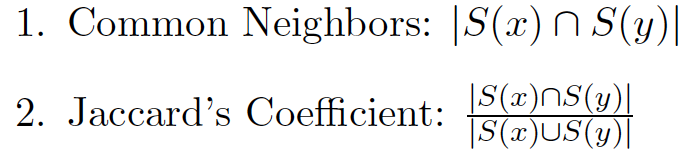 1. Common Neighbors: |S(x) ∩ S(y)|
2. Jaccard's Coefficient: |S(x)∩S(y)| / |S(x)∪S(y)|